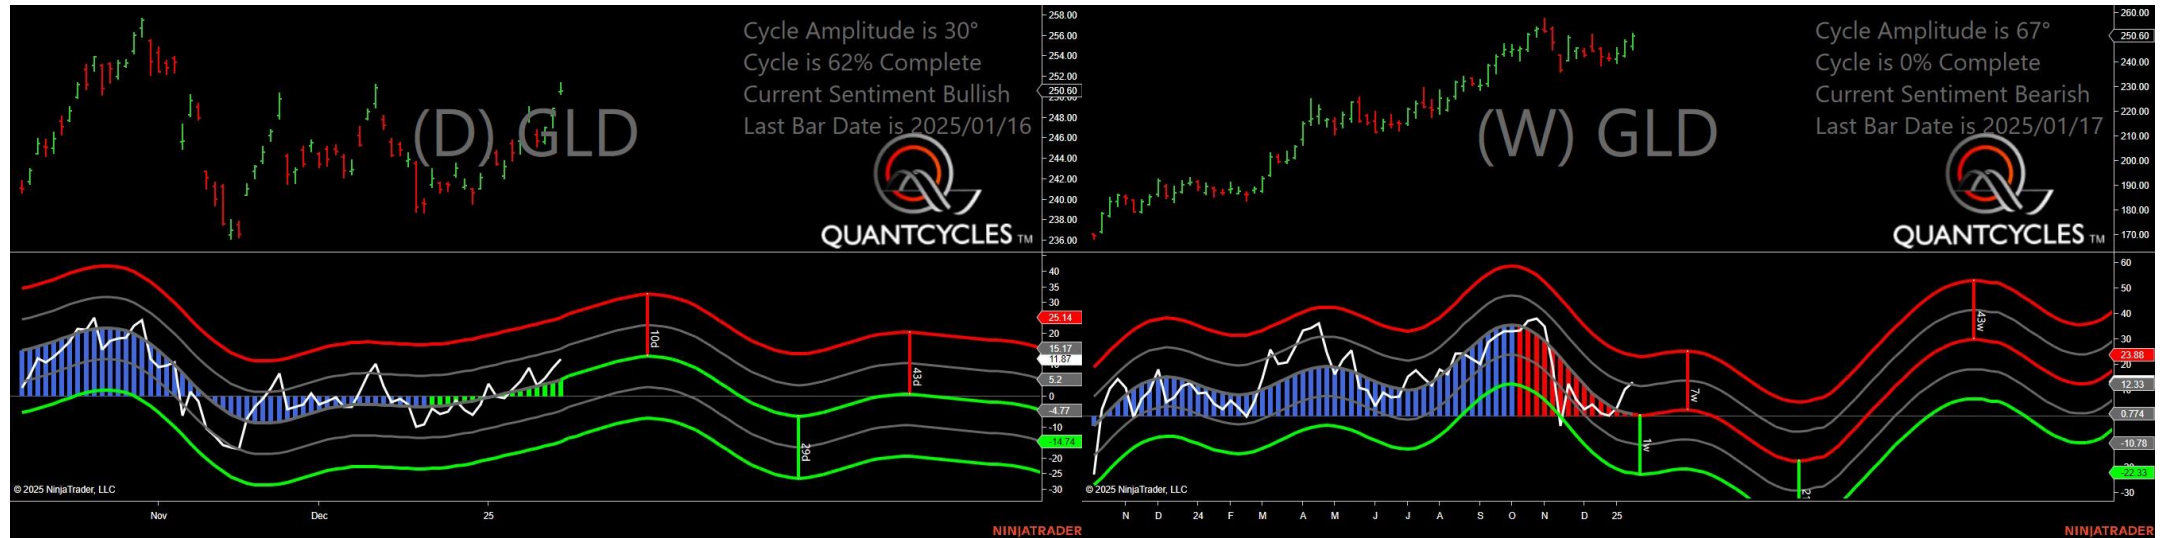 Cycle Amplitude is 30°
Cycle is 62% Complete
Current Sentiment Bullish
Last Bar Date is 2025/01/16
(D) GLD
QUANTCYCLES TM
258.00
256.00
254.00
252.00
250.60
248.00
246.00
244.00
242.00
240.00
238.00
236.00
40
35
30
25.14
20
15.17
11.87
5.2
0
-4.77
-10
-14.74
-20
-25
-30
10d
29d
43d
© 2025 NinjaTrader, LLC
Nov
Dec
25
NINJATRADER
Cycle Amplitude is 67°
Cycle is 0% Complete
Current Sentiment Bearish
Last Bar Date is 2025/01/17
(W) GLD
QUANTCYCLES TM
260.00
250.60
240.00
230.00
220.00
210.00
200.00
190.00
180.00
170.00
60
50
40
30
23.88
20
12.33
0.774
-10.78
-22.33
-30
1w
7w
43w
© 2025 NinjaTrader, LLC
N D 24 F M A M J J A S O N D 25
NINJATRADER